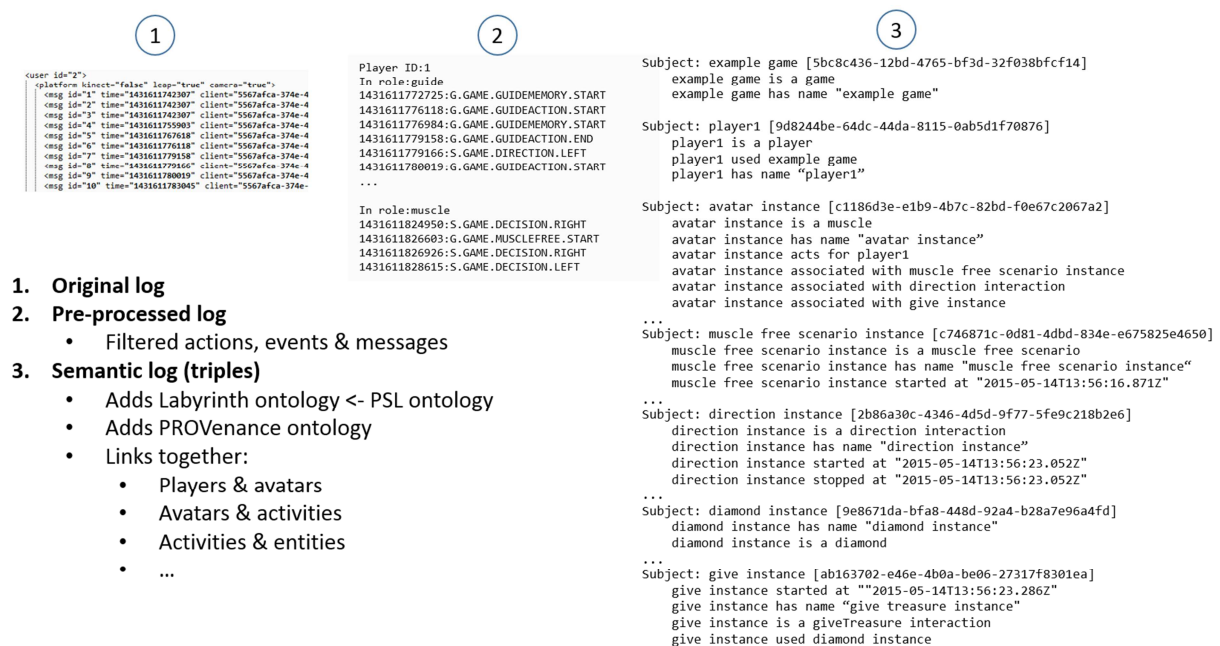 1
<user id="2">
<platform kinect="false" leap="true" camera="true">
<msg id="1" time="1431611742307" client="5567afca-374e-4
<msg id="2" time="1431611742307" client="5567afca-374e-4
<msg id="3" time="1431611742307" client="5567afca-374e-4
<msg id="4" time="1431611755903" client="5567afca-374e-4
<msg id="5" time="1431611767618" client="5567afca-374e-4
<msg id="6" time="1431611776118" client="5567afca-374e-4
<msg id="7" time="1431611779158" client="5567afca-374e-4
<msg id="8" time="1431611779166" client="5567afca-374e-4
<msg id="9" time="1431611780019" client="5567afca-374e-4
<msg id="10" time="1431611783045" client="5567afca-374e-
1. Original log
2. Pre-processed log
• Filtered actions, events & messages
3. Semantic log (triples)
• Adds Labyrinth ontology <- PSL ontology
• Adds PROVenance ontology
• Links together:
• Players & avatars
• Avatars & activities
• Activities & entities
• ...
2
Player ID:1
In role:guide
1431611772725:G.GAME.GUIDEMEMORY.START
1431611776118:G.GAME.GUIDEACTION.START
1431611776984:G.GAME.GUIDEMEMORY.START
1431611779158:G.GAME.GUIDEACTION.END
1431611779166:S.GAME.DIRECTION.LEFT
1431611780019:G.GAME.GUIDEACTION.START
...
In role:muscle
1431611824950:S.GAME.DECISION.RIGHT
1431611826603:G.GAME.MUSCLEFREE.START
1431611826926:S.GAME.DECISION.RIGHT
1431611828615:S.GAME.DECISION.LEFT
3
Subject: example game [5bc8c436-12bd-4765-bf3d-32f038bfcf14]
example game is a game
example game has name "example game"
Subject: player1 [9d8244be-64dc-44da-8115-0ab5d1f70876]
player1 is a player
player1 used example game
player1 has name “player1”
Subject: avatar instance [c1186d3e-e1b9-4b7c-82bd-f0e67c2067a2]
avatar instance is a muscle
avatar instance has name "avatar instance”
avatar instance acts for player1
avatar instance associated with muscle free scenario instance
avatar instance associated with direction interaction
avatar instance associated with give instance
...
Subject: muscle free scenario instance [c746871c-0d81-4dbd-834e-e675825e4650]
muscle free scenario instance is a muscle free scenario
muscle free scenario instance has name "muscle free scenario instance“
muscle free scenario instance started at "2015-05-14T13:56:16.871Z"
...
Subject: direction instance [2b86a30c-4346-4d5d-9f77-5fe9c218b2e6]
direction instance is a direction interaction
direction instance has name "direction instance”
direction instance started at "2015-05-14T13:56:23.052Z"
direction instance stopped at "2015-05-14T13:56:23.052Z"
...
Subject: diamond instance [9e8671da-bfa8-448d-92a4-b28a7e96a4fd]
diamond instance has name "diamond instance"
diamond instance is a diamond
...
Subject: give instance [ab163702-e46e-4b0a-be06-27317f8301ea]
give instance started at ""2015-05-14T13:56:23.286Z"
give instance has name “give treasure instance"
give instance is a giveTreasure interaction
give instance used diamond instance